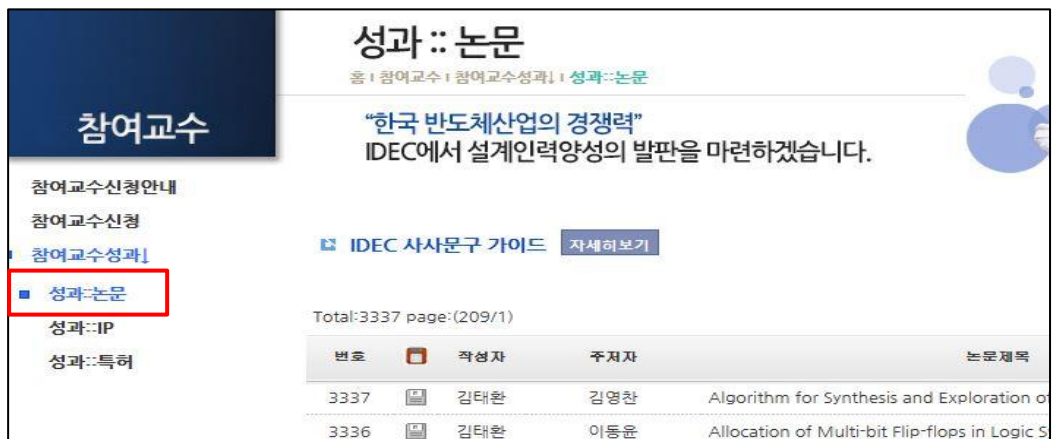 성과 :: 논문
홈 | 참여교수 | 참여교수성과↓ | 성과::논문
참여교수
“한국 반도체산업의 경쟁력”
IDEC에서 설계인력양성의 발판을 마련하겠습니다.
참여교수신청안내
참여교수신청
참여교수성과↓
성과::논문
성과::IP
성과::특허
IDEC 사사문구 가이드 자세히보기
Total:3337 page:(209/1)
번호 작성자 주저자 논문제목
3337 김태환 김영찬 Algorithm for Synthesis and Exploration of
3336 김태환 이동윤 Allocation of Multi-bit Flip-flops in Logic